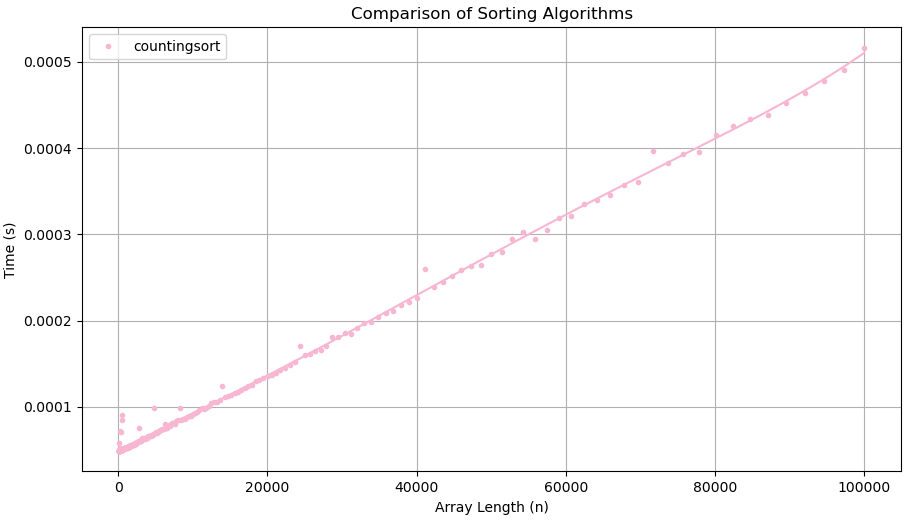 Comparison of Sorting Algorithms
countingsort
0.0005
0.0004
0.0003
0.0002
0.0001
Time (s)
0 20000 40000 60000 80000 100000
Array Length (n)